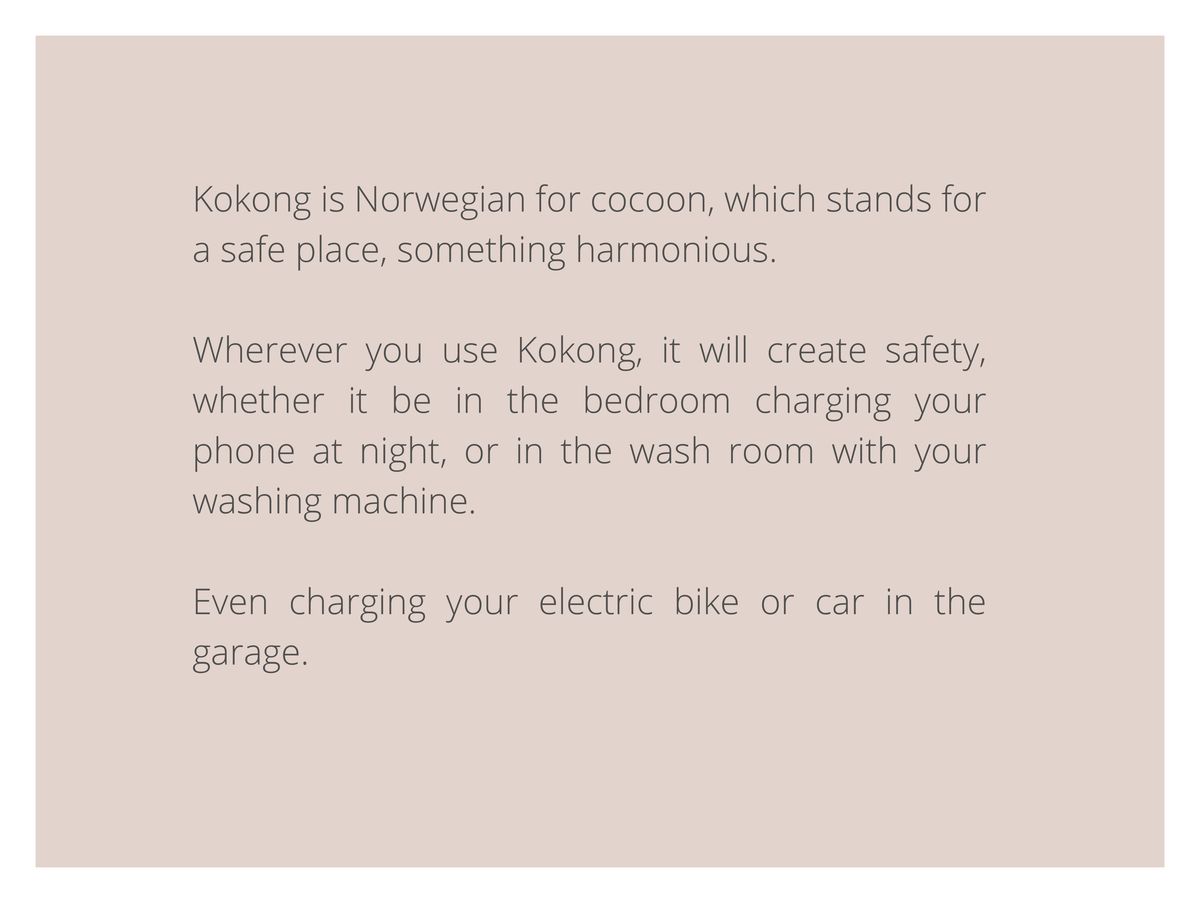 Kokong is Norwegian for cocoon, which stands for
a safe place, something harmonious.
Wherever you use Kokong, it will create safety,
whether it be in the bedroom charging your
phone at night, or in the wash room with your
washing machine.
Even charging your electric bike or car in the
garage.